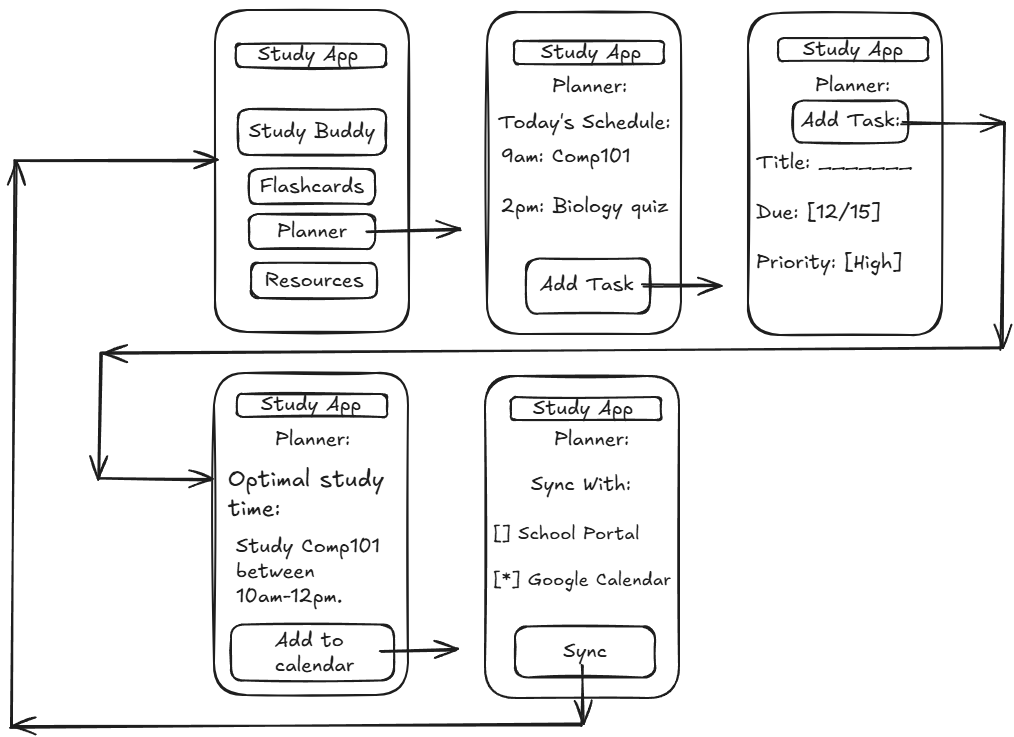 Study App
Study Buddy
Flashcards
Planner
Resources
Study App
Planner:
Today's Schedule:
9am: Comp101
2pm: Biology quiz
Add Task
Study App
Planner:
Add Task:
Title: _______
Due: [12/15]
Priority: [High]
Study App
Planner:
Optimal study
time:
Study Comp101
between
10am-12pm.
Add to
calendar
Study App
Planner:
Sync With:
[] School Portal
[*] Google Calendar
Sync